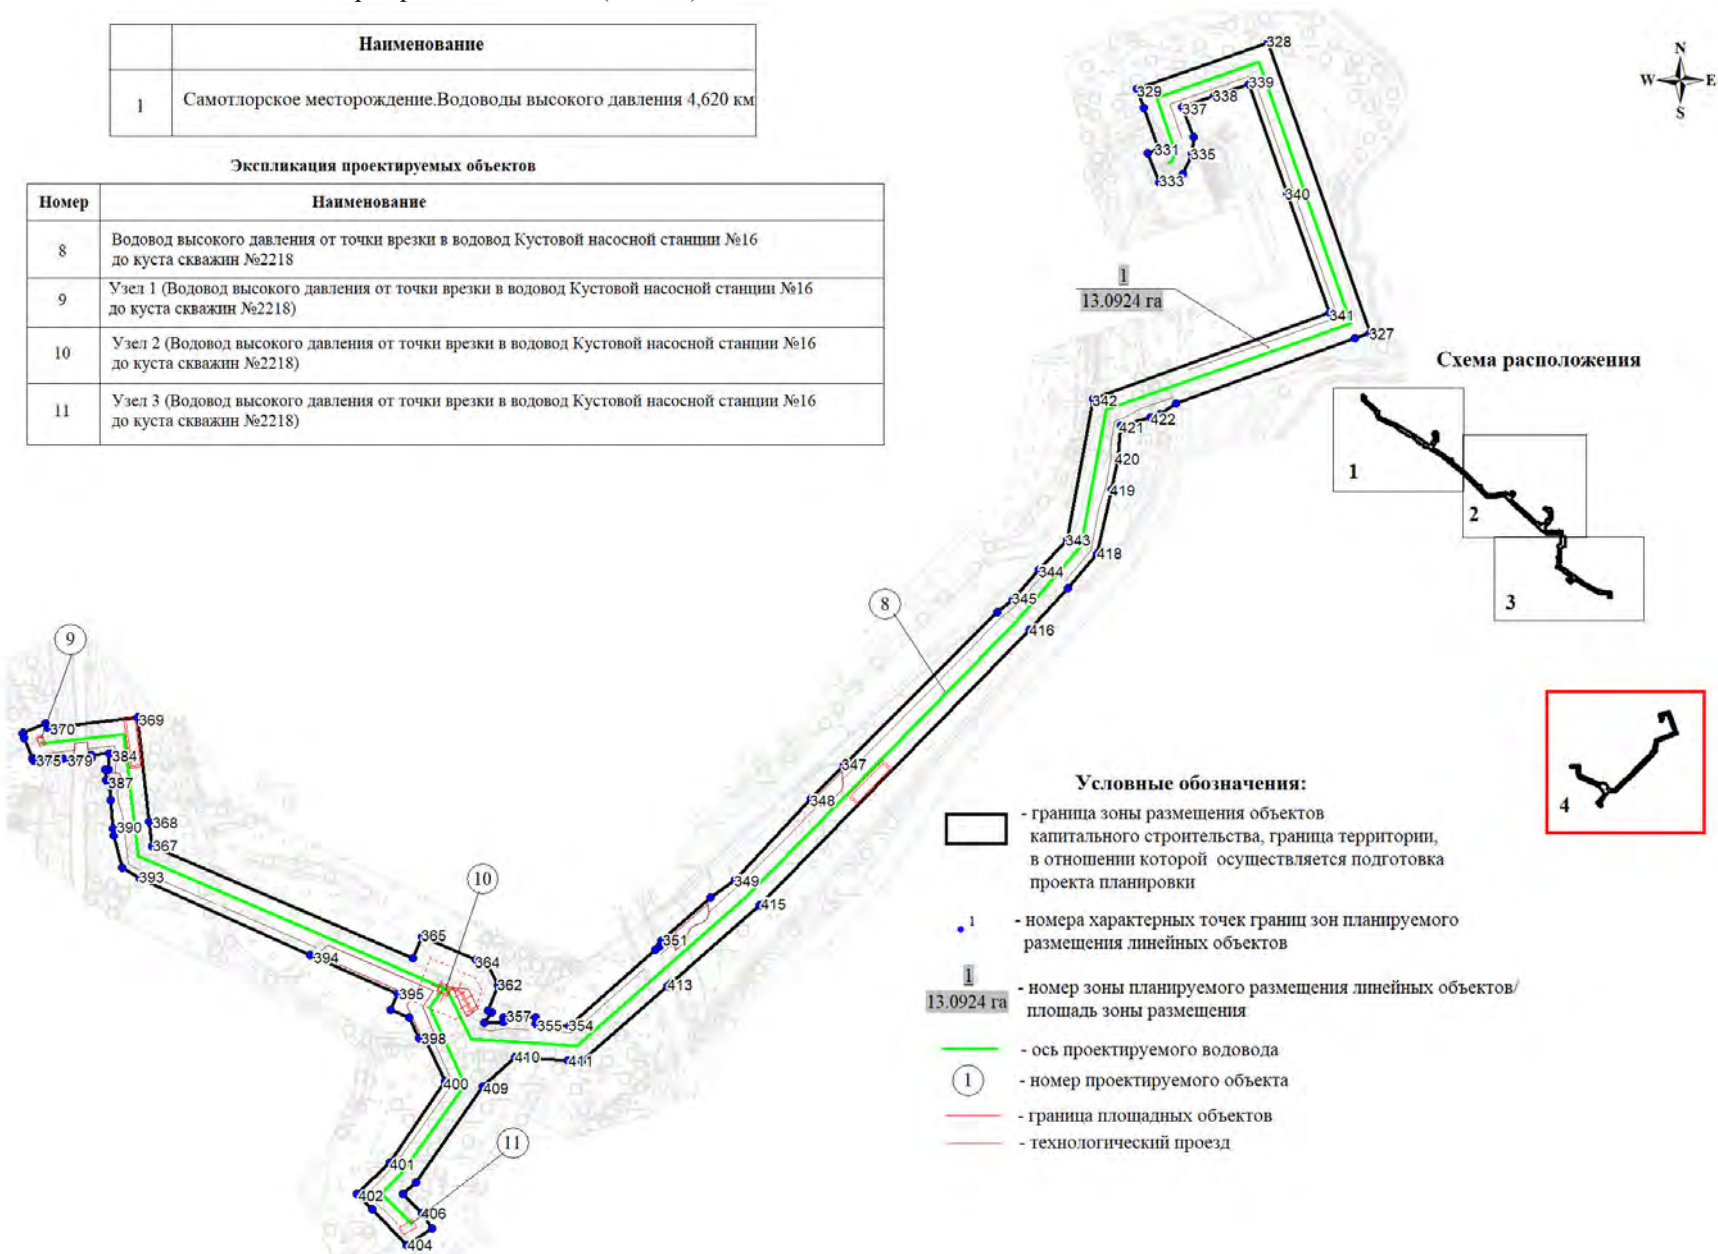 Наименование
1
Самотлорское месторождение.Водоводы высокого давления 4,620 км
Экспликация проектируемых объектов
Номер
Наименование
8
Водовод высокого давления от точки врезки в водовод Кустовой насосной станции №16
до куста скважин №2218
9
Узел 1 (Водовод высокого давления от точки врезки в водовод Кустовой насосной станции №16
до куста скважин №2218)
10
Узел 2 (Водовод высокого давления от точки врезки в водовод Кустовой насосной станции №16
до куста скважин №2218)
11
Узел 3 (Водовод высокого давления от точки врезки в водовод Кустовой насосной станции №16
до куста скважин №2218)
N
W E
S
328
339
329
338
337
331
335
333
340
1
13.0924 га
341
327
342
422
421
420
419
343
418
344
345
416
8
347
348
349
415
351
413
9
370
369
375
379
384
387
390
368
367
393
10
365
364
394
362
395
357
355
354
398
410
411
400
409
11
401
402
406
404
Схема расположения
1
2
3
4
Условные обозначения:
- граница зоны размещения объектов
капитального строительства, граница территории,
в отношении которой осуществляется подготовка
проекта планировки
1
- номера характерных точек границ зон планируемого
размещения линейных объектов
1
13.0924 га
- номер зоны планируемого размещения линейных объектов/
площадь зоны размещения
- ось проектируемого водовода
1
- номер проектируемого объекта
- граница площадных объектов
- технологический проезд